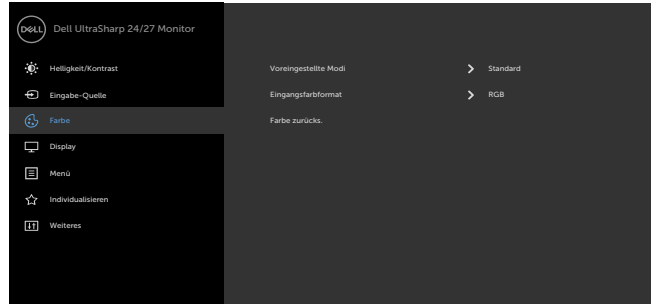 DELL Dell UltraSharp 24/27 Monitor
Helligkeit/Kontrast Voreingestellte Modi Standard
Eingabe-Quelle Eingangsfarbformat RGB
Farbe Farbe zurücks.
Display
Menü
Individualisieren
Weiteres